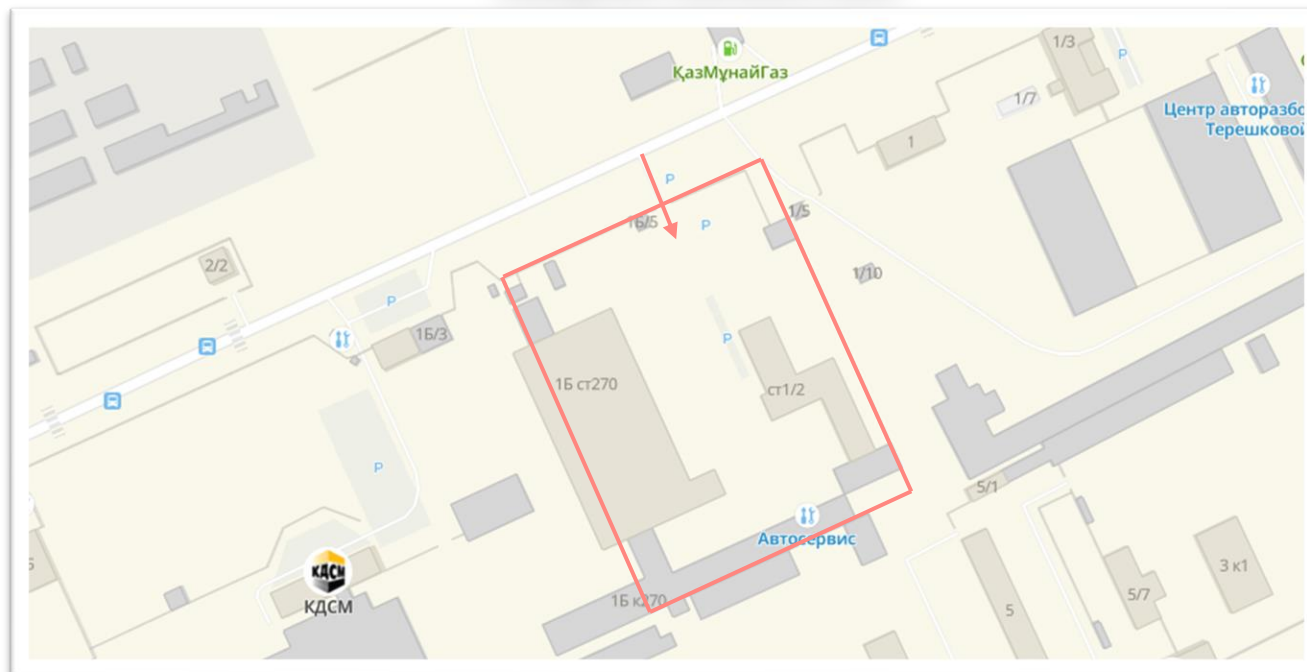 1/3
P
ҚазМұнайГаз
1/7
Центр авторазбо
Терешковой
1
P
1Б/5
P
1/5
2/2
1/10
P
1Б/3
P
1Б ст270
ст1/2
P
5/1
Автосервис
КДСМ
3 к1
КДСМ
1Б к270
5/7
5